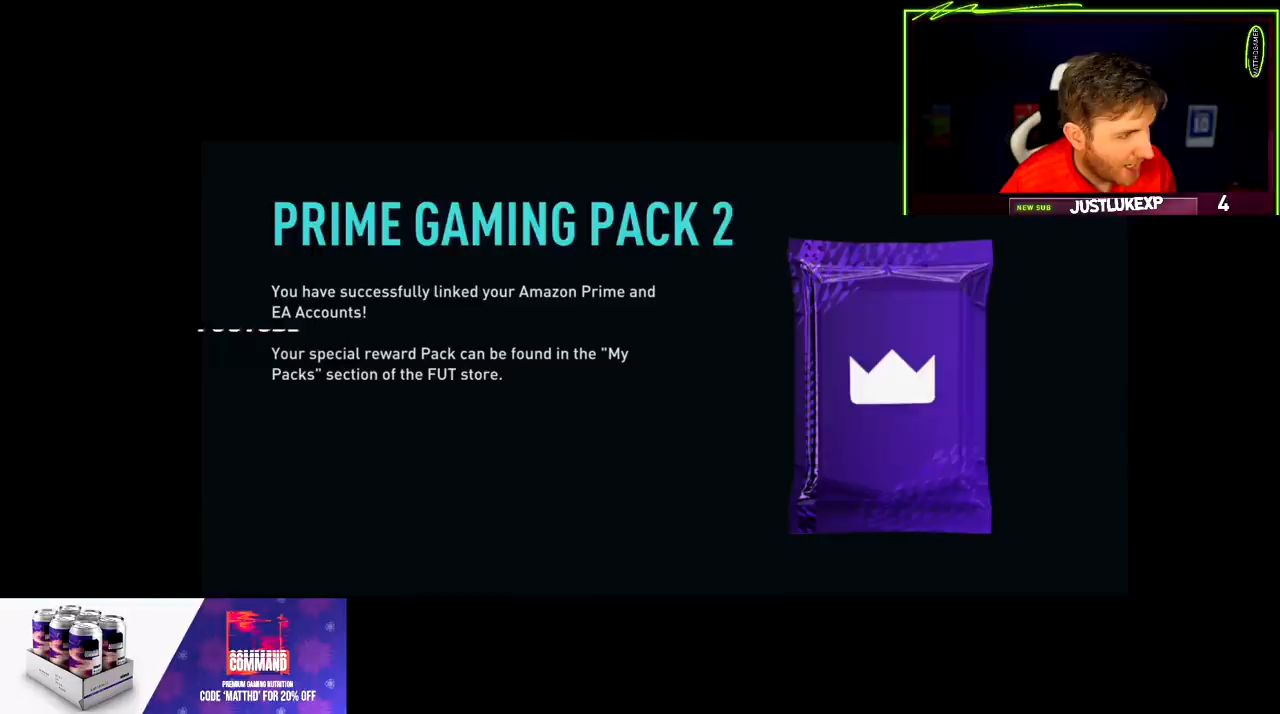 MATTHDGAMER
NEW SUB
JUSTLUKEXP
4
PRIME GAMING PACK 2
You have successfully linked your Amazon Prime and
EA Accounts!
Your special reward Pack can be found in the "My
Packs" section of the FUT store.
COMMAND
PREMIUM GAMING NUTRITION
CODE 'MATTHD' FOR 20% OFF